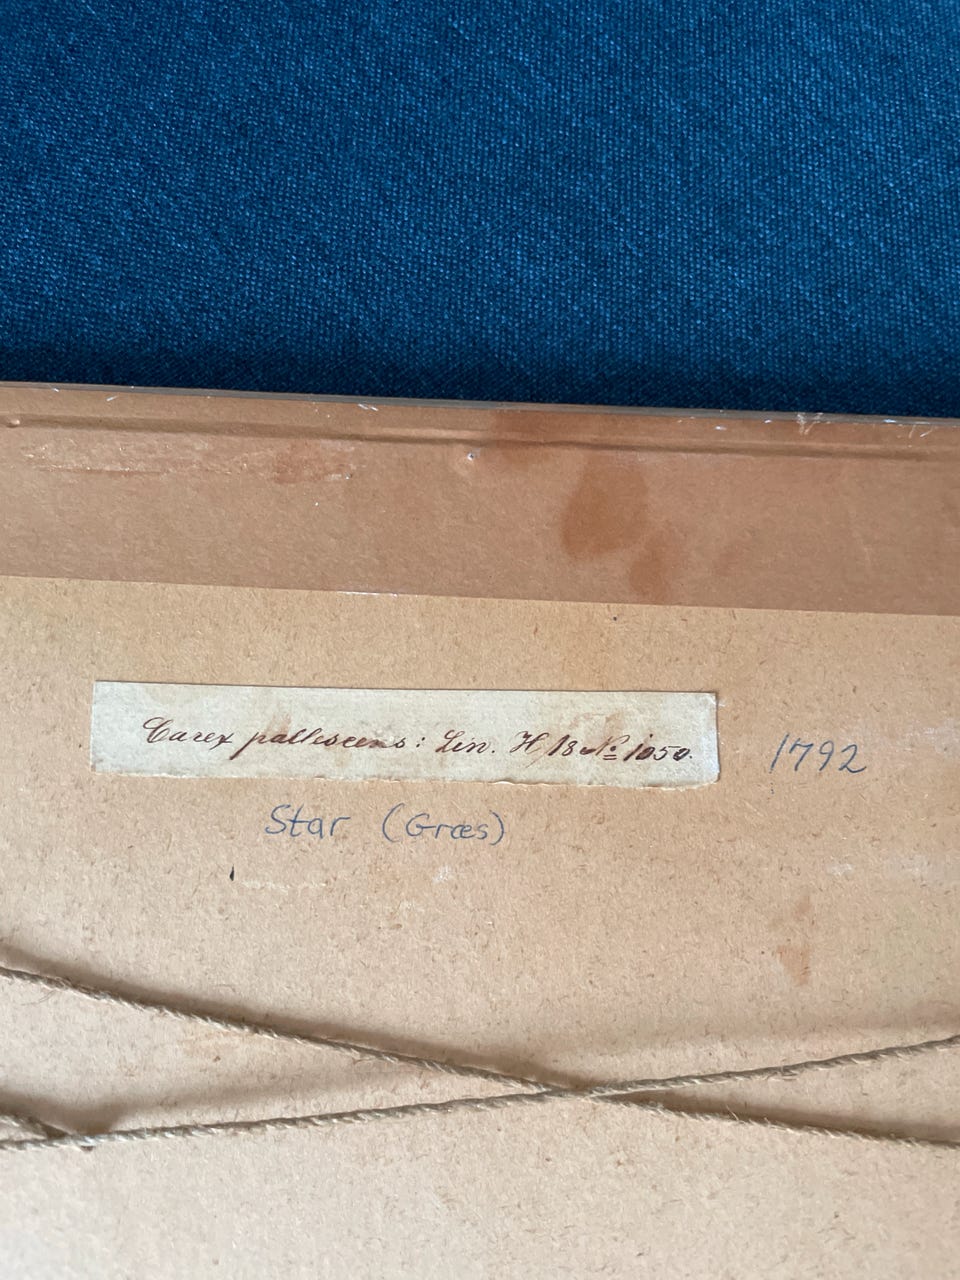 Carex pallescens: Lin. H, 18 No 1050.
1792
Star (Græs)